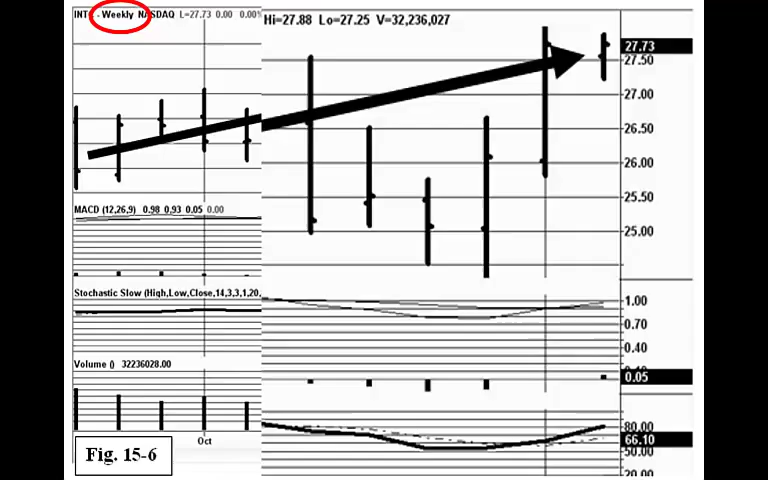 INTC - Weekly NASDAQ L=27.73 0.00 0.00%
Hi=27.88 Lo=27.25 V=32,236,027
27.73
27.50
27.00
26.50
26.00
25.50
25.00
MACD (12,26,9) 0.98 0.93 0.05 0.00
Stochastic Slow (High,Low,Close,14,3,3,1,20,
1.00
0.70
0.40
0.05
Volume () 32236028.00
80.00
66.10
50.00
20.00
Oct
Fig. 15-6